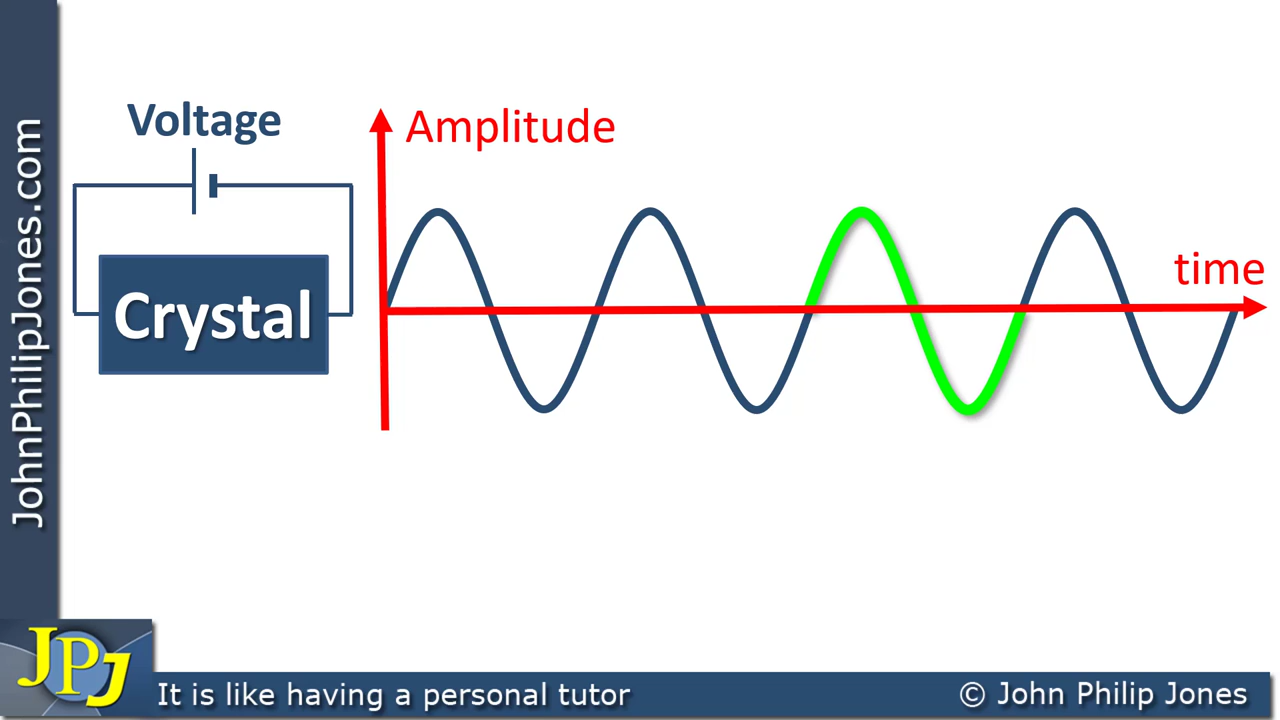 JohnPhilipJones.com
Voltage
Crystal
Amplitude
time
JPJ
It is like having a personal tutor
© John Philip Jones